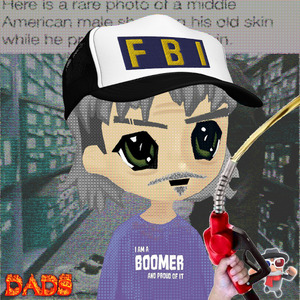 Here is a rare photo of a middle
American male sh his old skin
while he pr n.
FBI
I AM A
BOOMER
AND PROUD OF IT
DADS